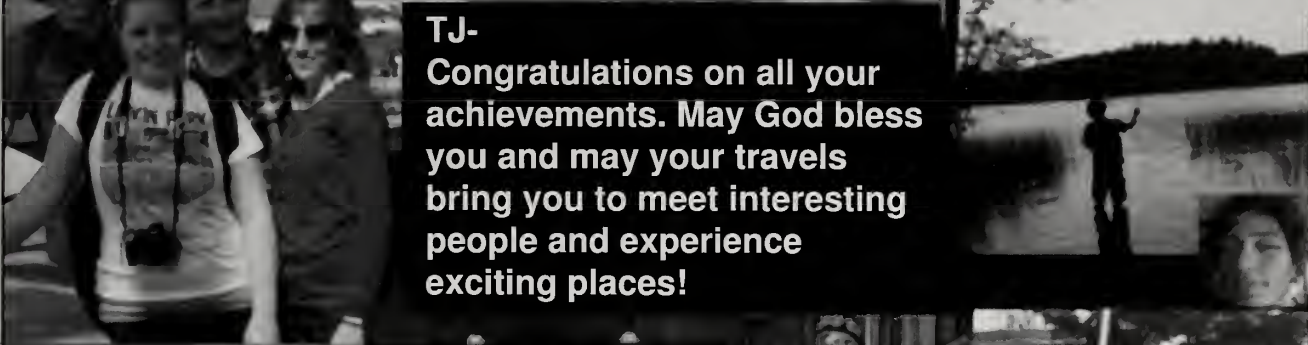 TJ-
Congratulations on all your
achievements. May God bless
you and may your travels
bring you to meet interesting
people and experience
exciting places!